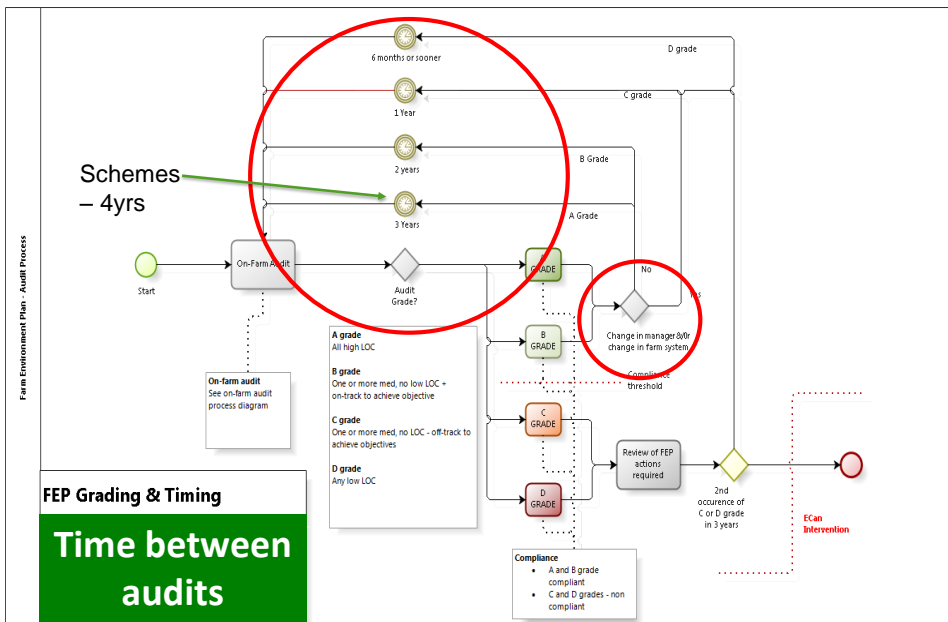 Farm Environment Plan - Audit Process
D grade
6 months or sooner
C grade
1 Year
B Grade
2 years
Schemes
– 4yrs
3 Years
A Grade
Start
On-Farm Audit
Audit
Grade?
A
GRADE
No
Yes
Change in manager &/0r
change in farm system
B
GRADE
Compliance
threshold
On-farm audit
See on-farm audit
process diagram
A grade
All high LOC
B grade
One or more med, no low LOC +
on-track to achieve objective
C grade
One or more med, no LOC - off-track to
achieve objectives
D grade
Any low LOC
C
GRADE
D
GRADE
Review of FEP
actions
required
2nd
occurence of
C or D grade
in 3 years
ECan
Intervention
Compliance
• A and B grade
compliant
• C and D grades - non
compliant
FEP Grading & Timing
Time between
audits